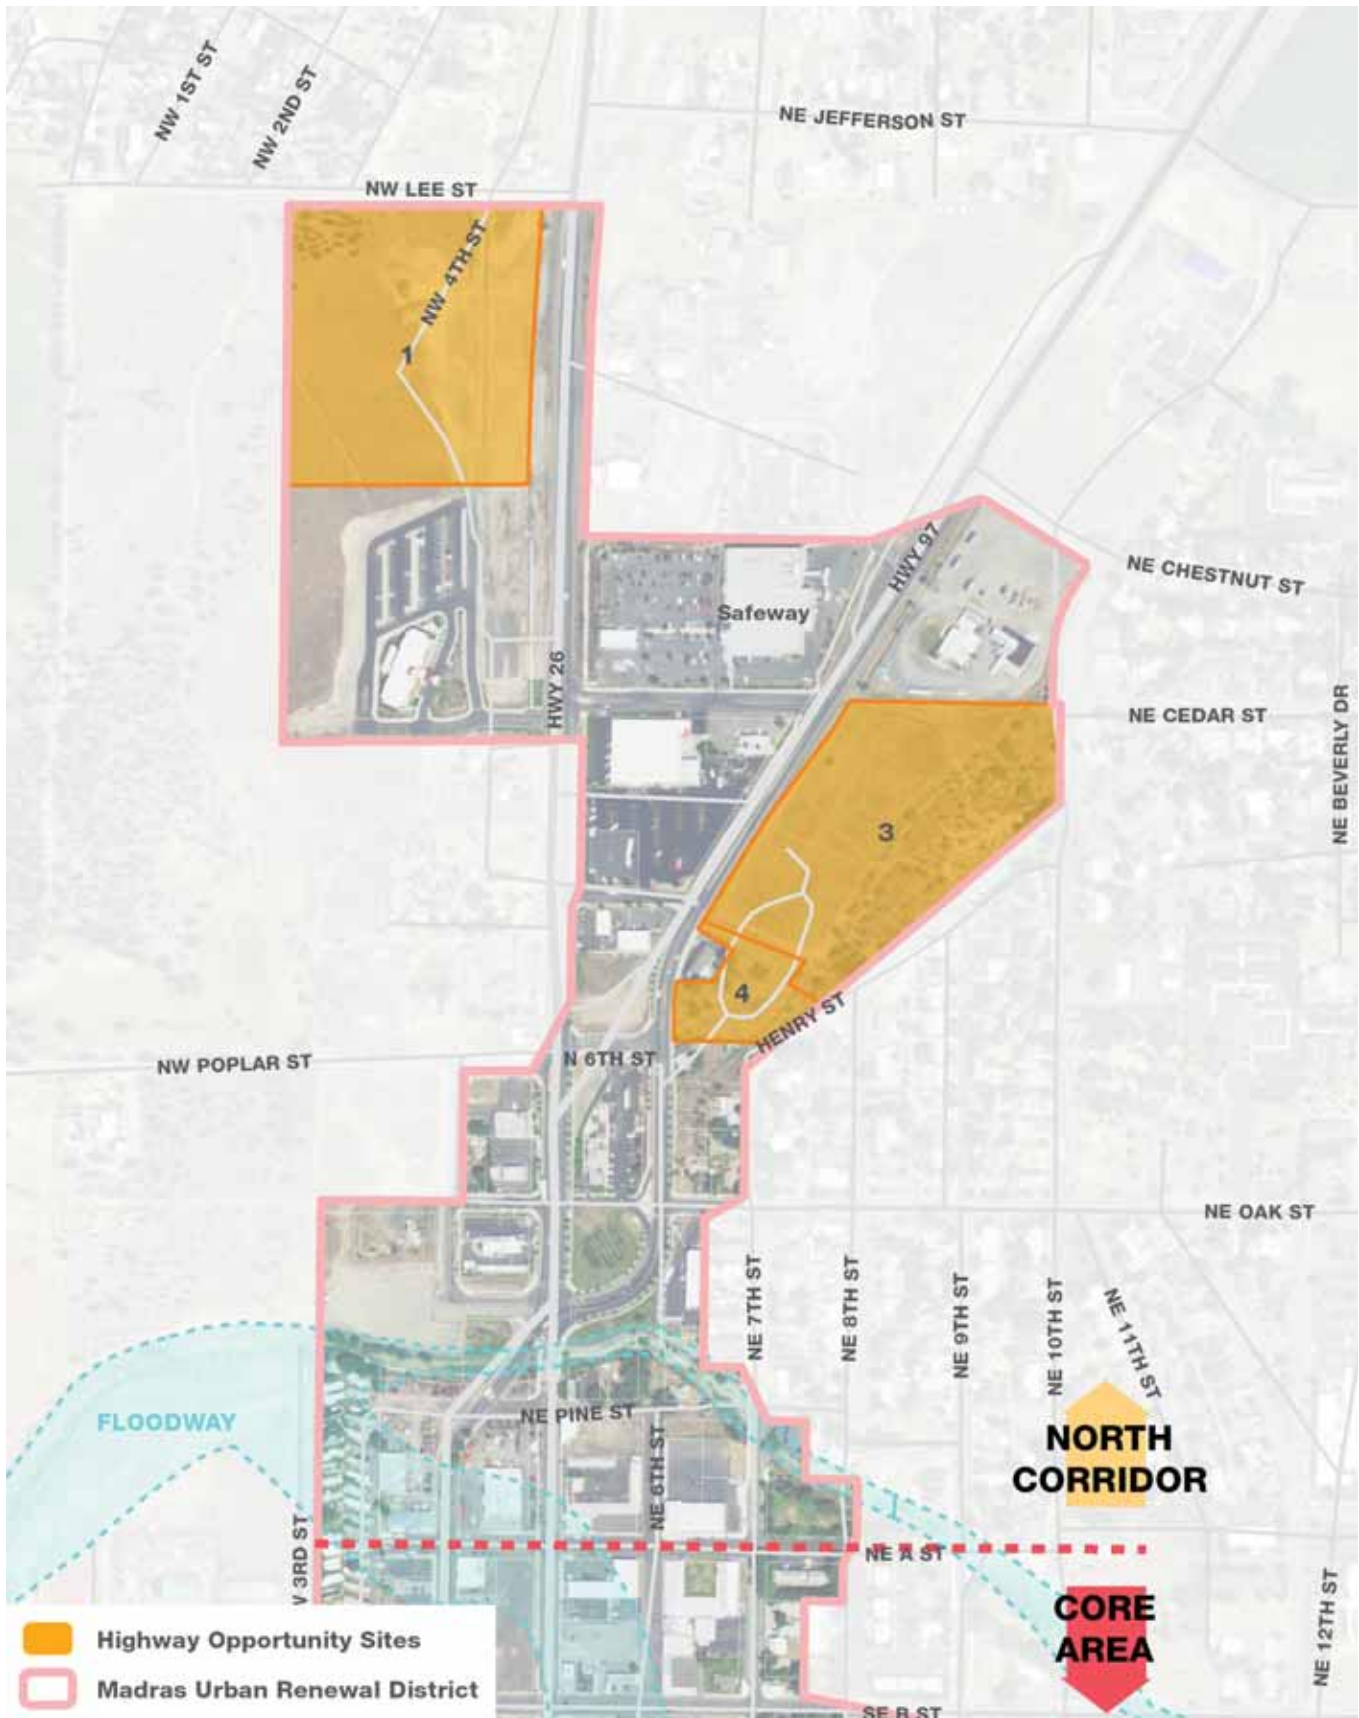 NW 1ST ST
NW 2ND ST
NE JEFFERSON ST
NW LEE ST
NW 4TH ST
1
HWY 97
NE CHESTNUT ST
Safeway
HWY 26
NE CEDAR ST
NE BEVERLY DR
3
4
HENRY ST
N 6TH ST
NW POPLAR ST
NE OAK ST
NE 7TH ST
NE 8TH ST
NE 9TH ST
NE 10TH ST
NE 11TH ST
FLOODWAY
NE PINE ST
NE 6TH ST
NORTH
CORRIDOR
3RD ST
NE A ST
CORE
AREA
NE 12TH ST
Highway Opportunity Sites
Madras Urban Renewal District
SE B ST